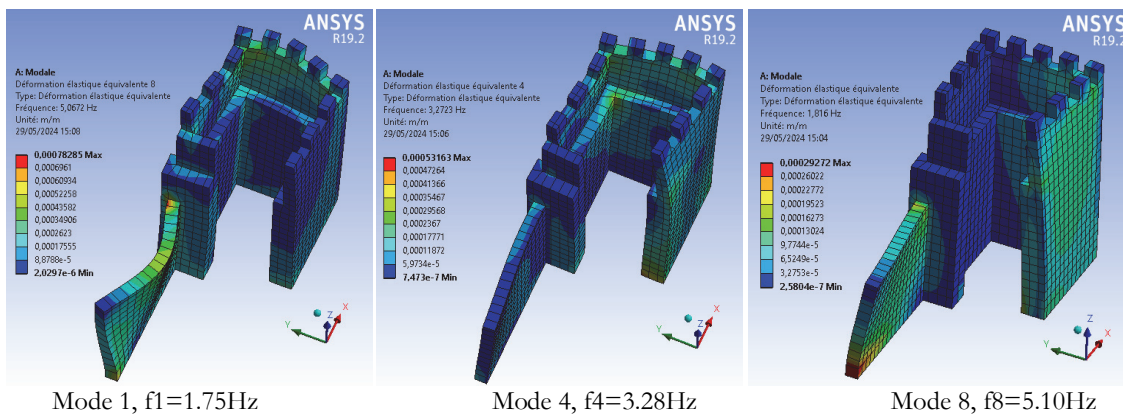 ANSYS
R19.2
A: Modale
Déformation élastique équivalente 8
Type: Déformation élastique équivalente
Fréquence: 5,0672 Hz
Unité: m/m
29/05/2024 15:08
0,00078285 Max
0,0006961
0,00060934
0,00052258
0,00043582
0,00034906
0,0002623
0,00017555
8,8788e-5
2,0297e-6 Min
Y
Z
X
ANSYS
R19.2
A: Modale
Déformation élastique équivalente 4
Type: Déformation élastique équivalente
Fréquence: 3,2723 Hz
Unité: m/m
29/05/2024 15:06
0,00053163 Max
0,00047264
0,00041366
0,00035467
0,00029568
0,0002367
0,00017771
0,00011872
5,9734e-5
7,473e-7 Min
Y
Z
X
ANSYS
R19.2
A: Modale
Déformation élastique équivalente
Type: Déformation élastique équivalente
Fréquence: 1,816 Hz
Unité: m/m
29/05/2024 15:04
0,00029272 Max
0,00026022
0,00022772
0,00019523
0,00016273
0,00013024
9,7744e-5
6,5249e-5
3,2753e-5
2,5804e-7 Min
Y
Z
X
Mode 1, f1=1.75Hz
Mode 4, f4=3.28Hz
Mode 8, f8=5.10Hz